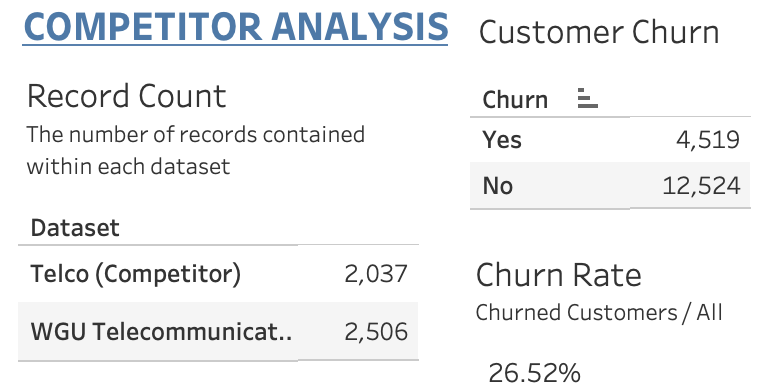 COMPETITOR ANALYSIS
Record Count
The number of records contained
within each dataset
Dataset
Telco (Competitor) 2,037
WGU Telecommunicat.. 2,506
Customer Churn
Churn
Yes 4,519
No 12,524
Churn Rate
Churned Customers / All
26.52%